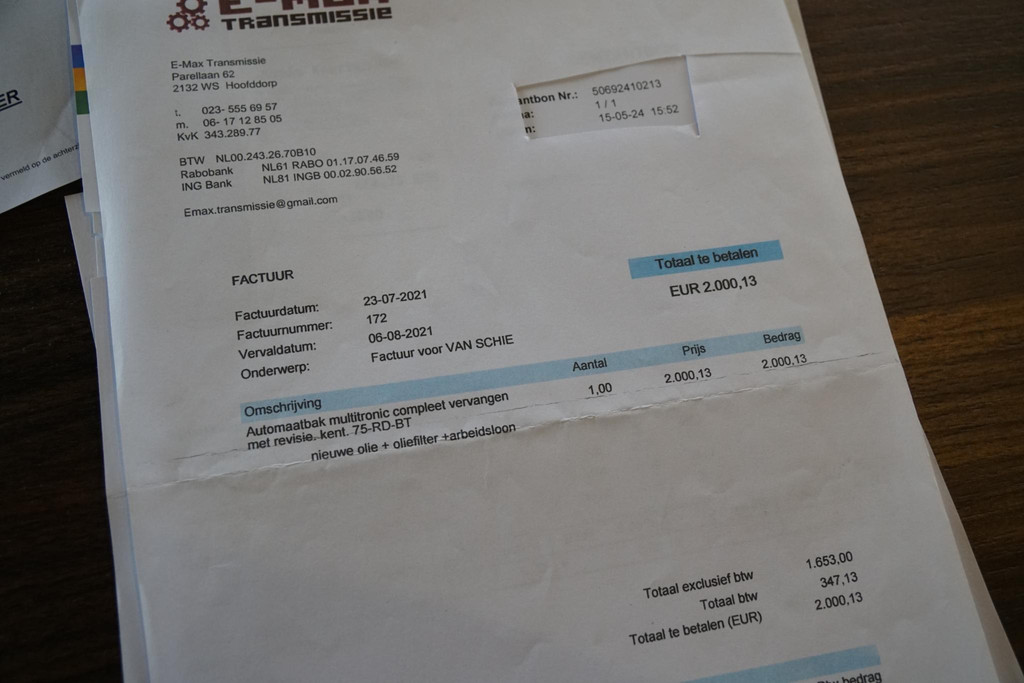 E-MAX
TRANSMISSIE
E-Max Transmissie
Parellaan 62
2132 WS Hoofddorp
t. 023- 555 69 57
m. 06- 17 12 85 05
KvK 343.289.77
BTW NL00.243.26.70B10
Rabobank NL61 RABO 01.17.07.46.59
ING Bank NL81 INGB 00.02.90.56.52
Emax.transmissie@gmail.com
ntbon Nr.: 50692410213
1 / 1
15-05-24 15:52
vermeld op de achterz
FACTUUR
Totaal te betalen
EUR 2.000,13
Factuurdatum: 23-07-2021
Factuurnummer: 172
Vervaldatum: 06-08-2021
Onderwerp: Factuur voor VAN SCHIE
Omschrijving Aantal Prijs Bedrag
Automaatbak multitronic compleet vervangen 1,00 2.000,13 2.000,13
met revisie. kent. 75-RD-BT
nieuwe olie + oliefilter +arbeidsloon
Totaal exclusief btw 1.653,00
Totaal btw 347,13
Totaal te betalen (EUR) 2.000,13
Btw bedrag